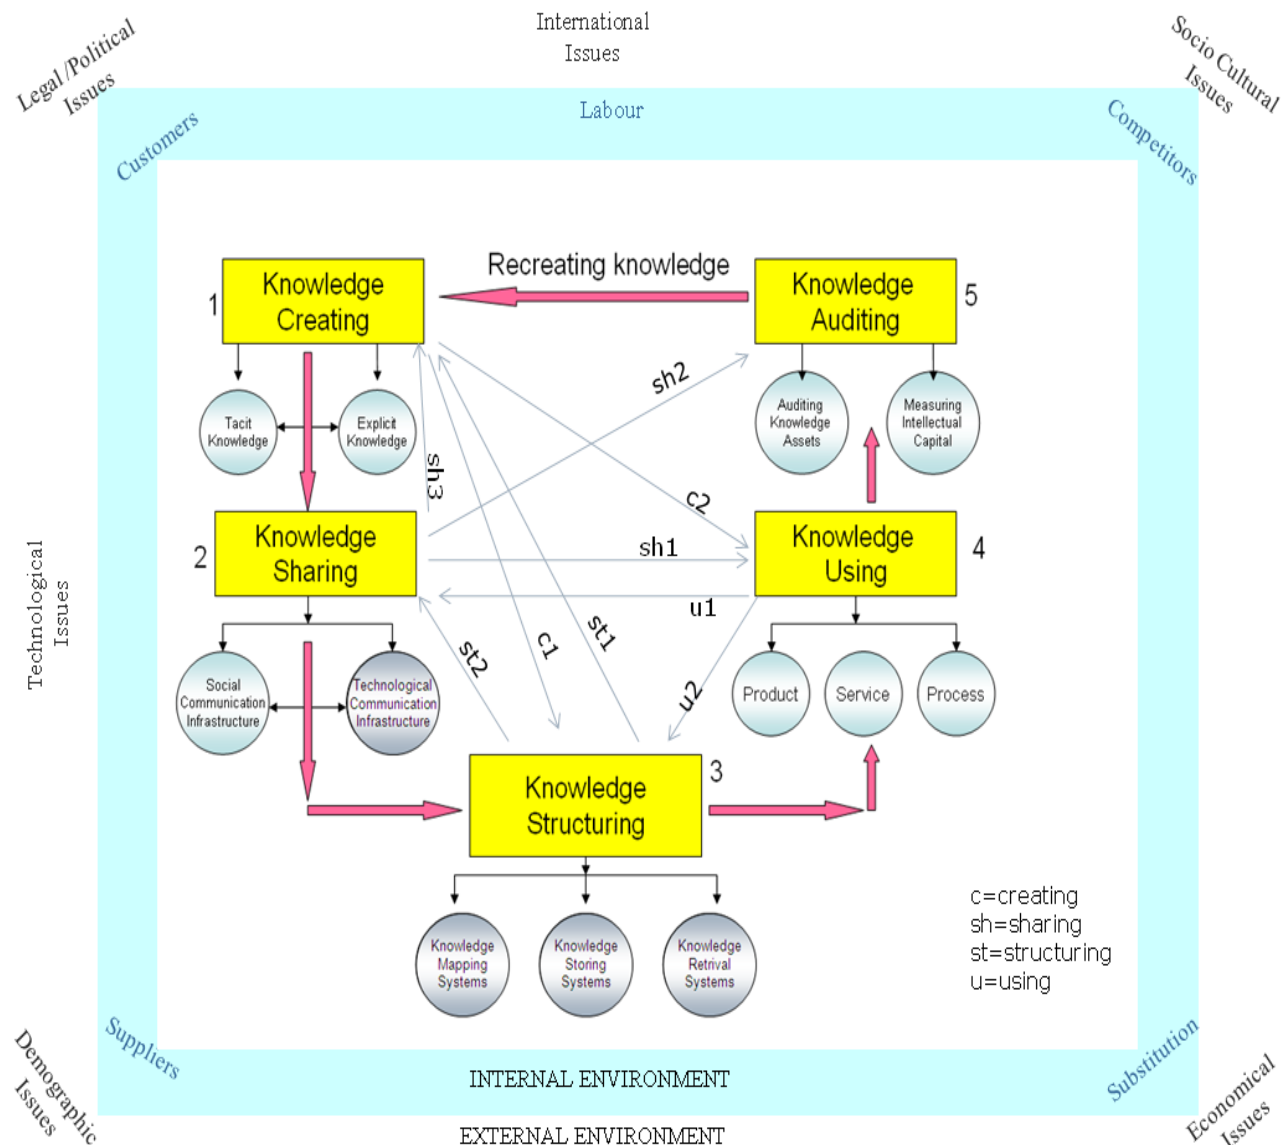 International
Issues
Legal /Political
Issues
Socio Cultural
Issues
Labour
Customers
Competitors
Recreating knowledge
1
Knowledge
Creating
Knowledge
Auditing
5
Tacit
Knowledge
Explicit
Knowledge
Auditing
Knowledge
Assets
Measuring
Intellectual
Capital
sh2
sh3
c2
2
Knowledge
Sharing
sh1
Knowledge
Using
4
u1
Technological
Issues
st2
c1
st1
u2
Social
Communication
Infrastructure
Technological
Communication
Infrastructure
Product
Service
Process
Knowledge
Structuring
3
c=creating
sh=sharing
st=structuring
u=using
Knowledge
Mapping
Systems
Knowledge
Storing
Systems
Knowledge
Retrival
Systems
Suppliers
Substitution
Demographic
Issues
INTERNAL ENVIRONMENT
Economical
Issues
EXTERNAL ENVIRONMENT